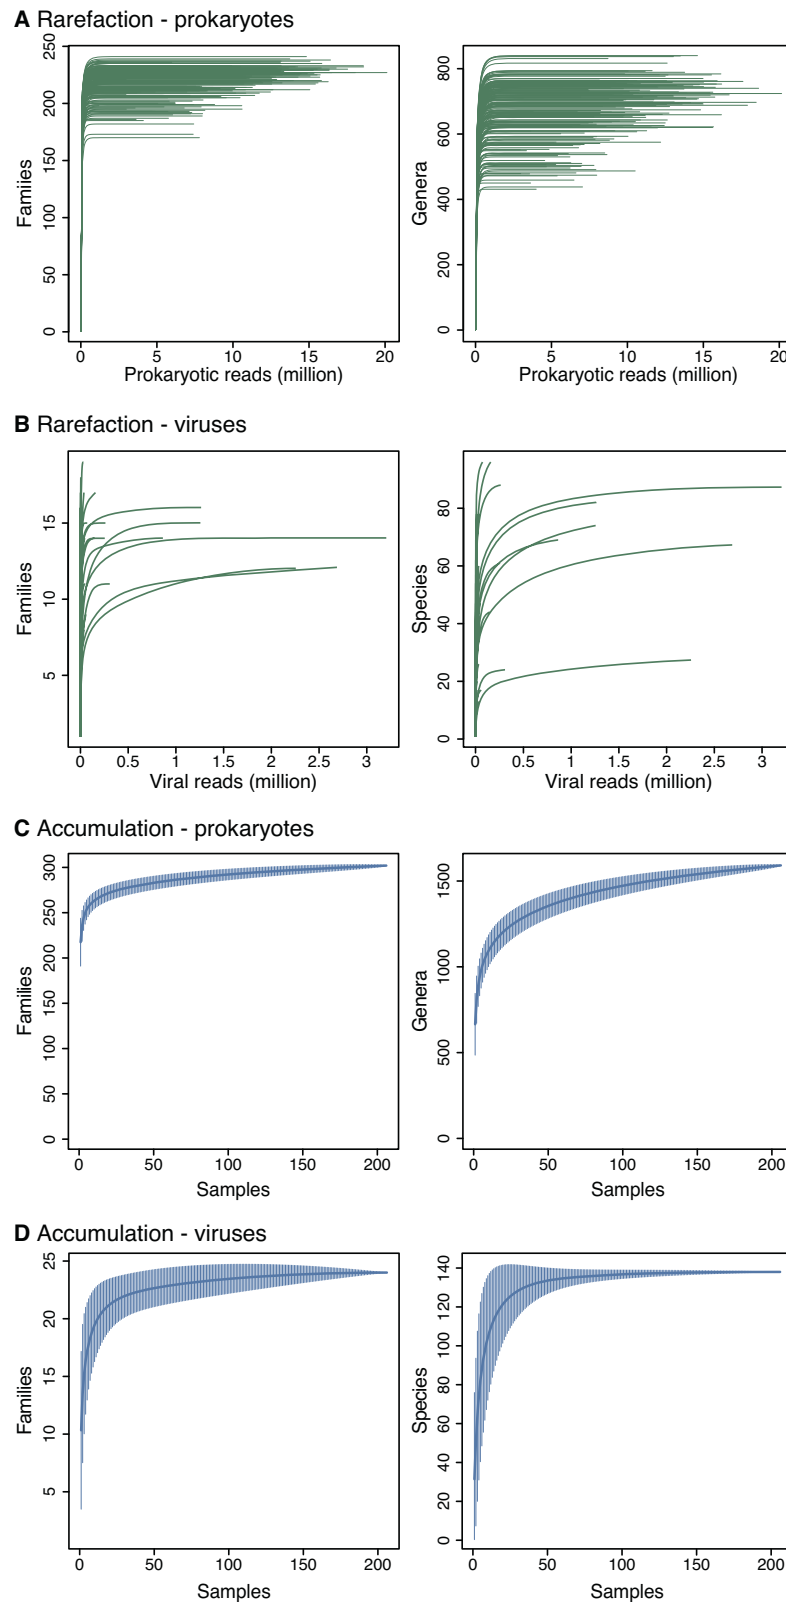 A Rarefaction - prokaryotes
Famiies
250
200
150
100
50
0
0 5 10 15 20
Prokaryotic reads (million)
Genera
800
600
400
200
0
0 5 10 15 20
Prokaryotic reads (million)
B Rarefaction - viruses
Families
15
10
5
0 0.5 1 1.5 2 2.5 3
Viral reads (million)
Species
80
60
40
20
0
0 0.5 1 1.5 2 2.5 3
Viral reads (million)
C Accumulation - prokaryotes
Families
300
250
200
150
100
50
0
0 50 100 150 200
Samples
Genera
1500
1000
500
0
0 50 100 150 200
Samples
D Accumulation - viruses
Families
25
20
15
10
5
0 50 100 150 200
Samples
Species
140
120
100
80
60
40
20
0
0 50 100 150 200
Samples